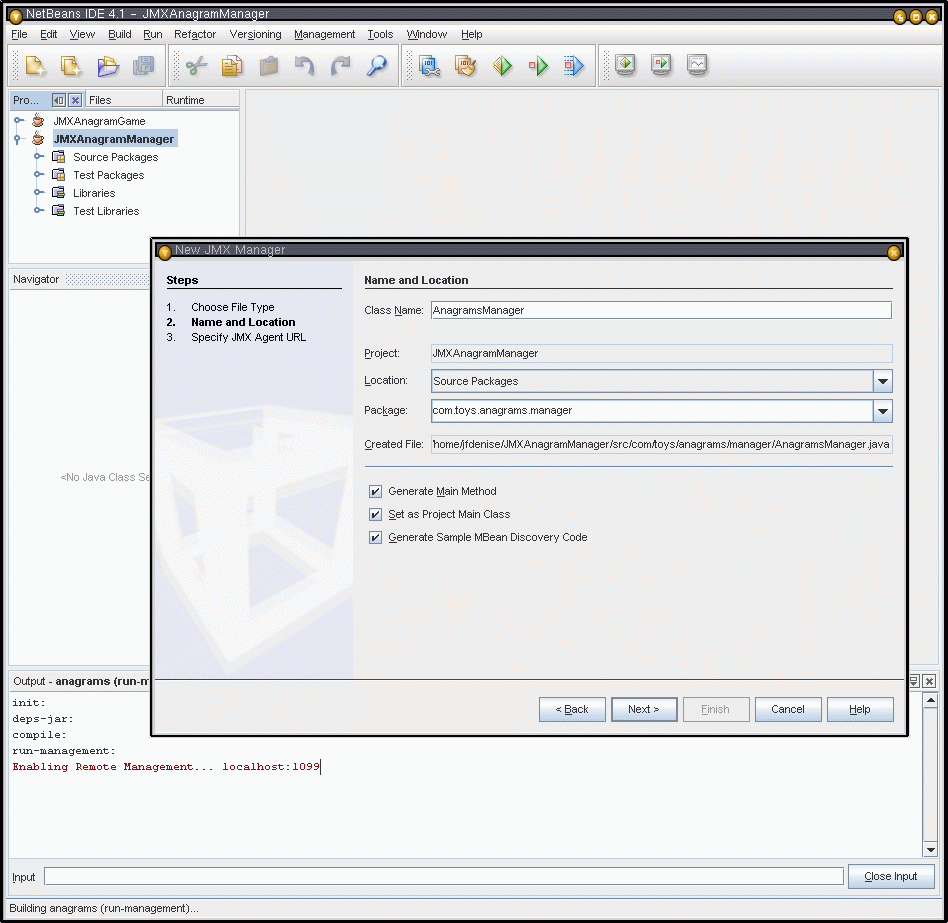 NetBeans IDE 4.1 - JMXAnagramManager
File Edit View Build Run Refactor Versioning Management Tools Window Help
Pro... Files Runtime
JMXAnagramGame
JMXAnagramManager
Source Packages
Test Packages
Libraries
Test Libraries
Navigator
<No Java Class Se
New JMX Manager
Steps
1. Choose File Type
2. Name and Location
3. Specify JMX Agent URL
Name and Location
Class Name: AnagramsManager
Project: JMXAnagramManager
Location: Source Packages
Package: com.toys.anagrams.manager
Created File: home/jfdenise/JMXAnagramManager/src/com/toys/anagrams/manager/AnagramsManager.java
Generate Main Method
Set as Project Main Class
Generate Sample MBean Discovery Code
< Back Next > Finish Cancel Help
Output - anagrams (run-m
init:
deps-jar:
compile:
run-management:
Enabling Remote Management... localhost:1099
Input Close Input
Building anagrams (run-management)...